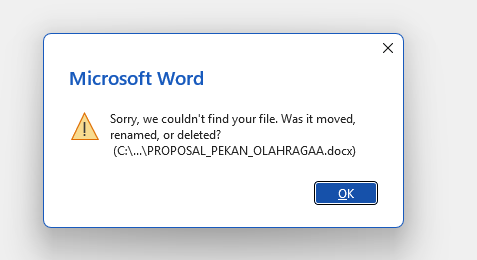 Microsoft Word
Sorry, we couldn't find your file. Was it moved,
renamed, or deleted?
(C:\...\PROPOSAL_PEKAN_OLAHRAGAA.docx)
OK